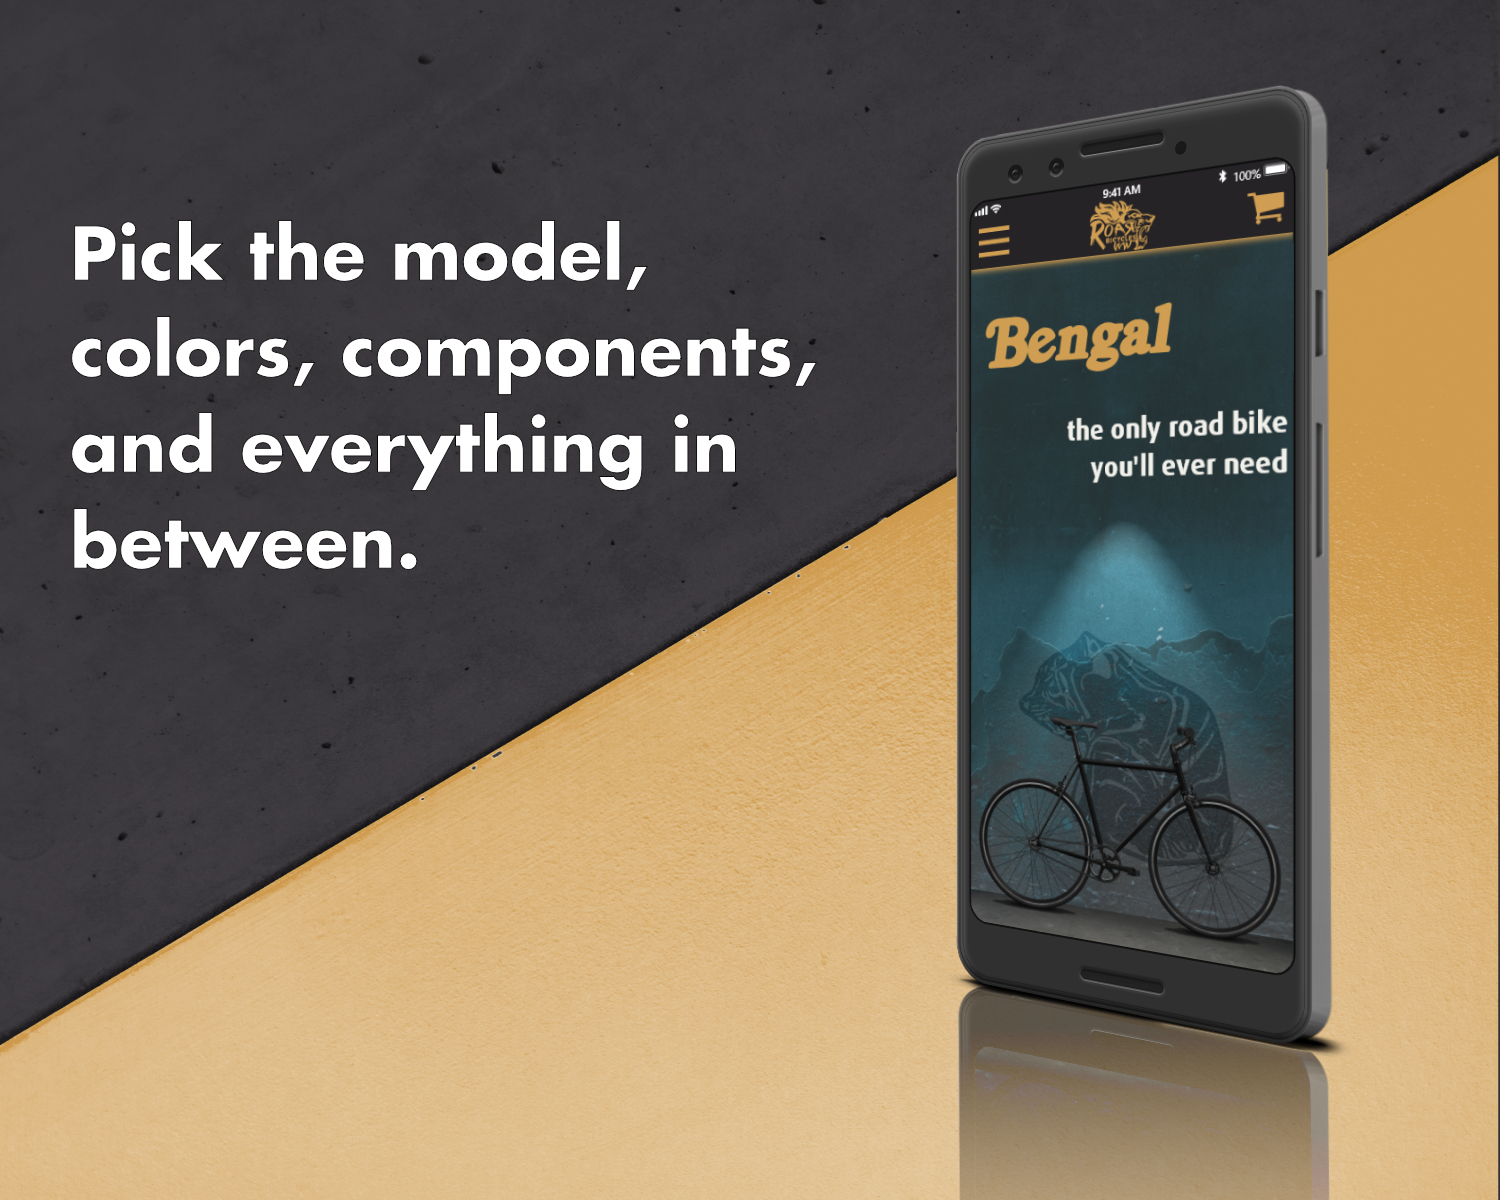 Pick the model,
colors, components,
and everything in
between.
9:41 AM
100%
ROAR
BICYCLES
Bengal
the only road bike
you'll ever need